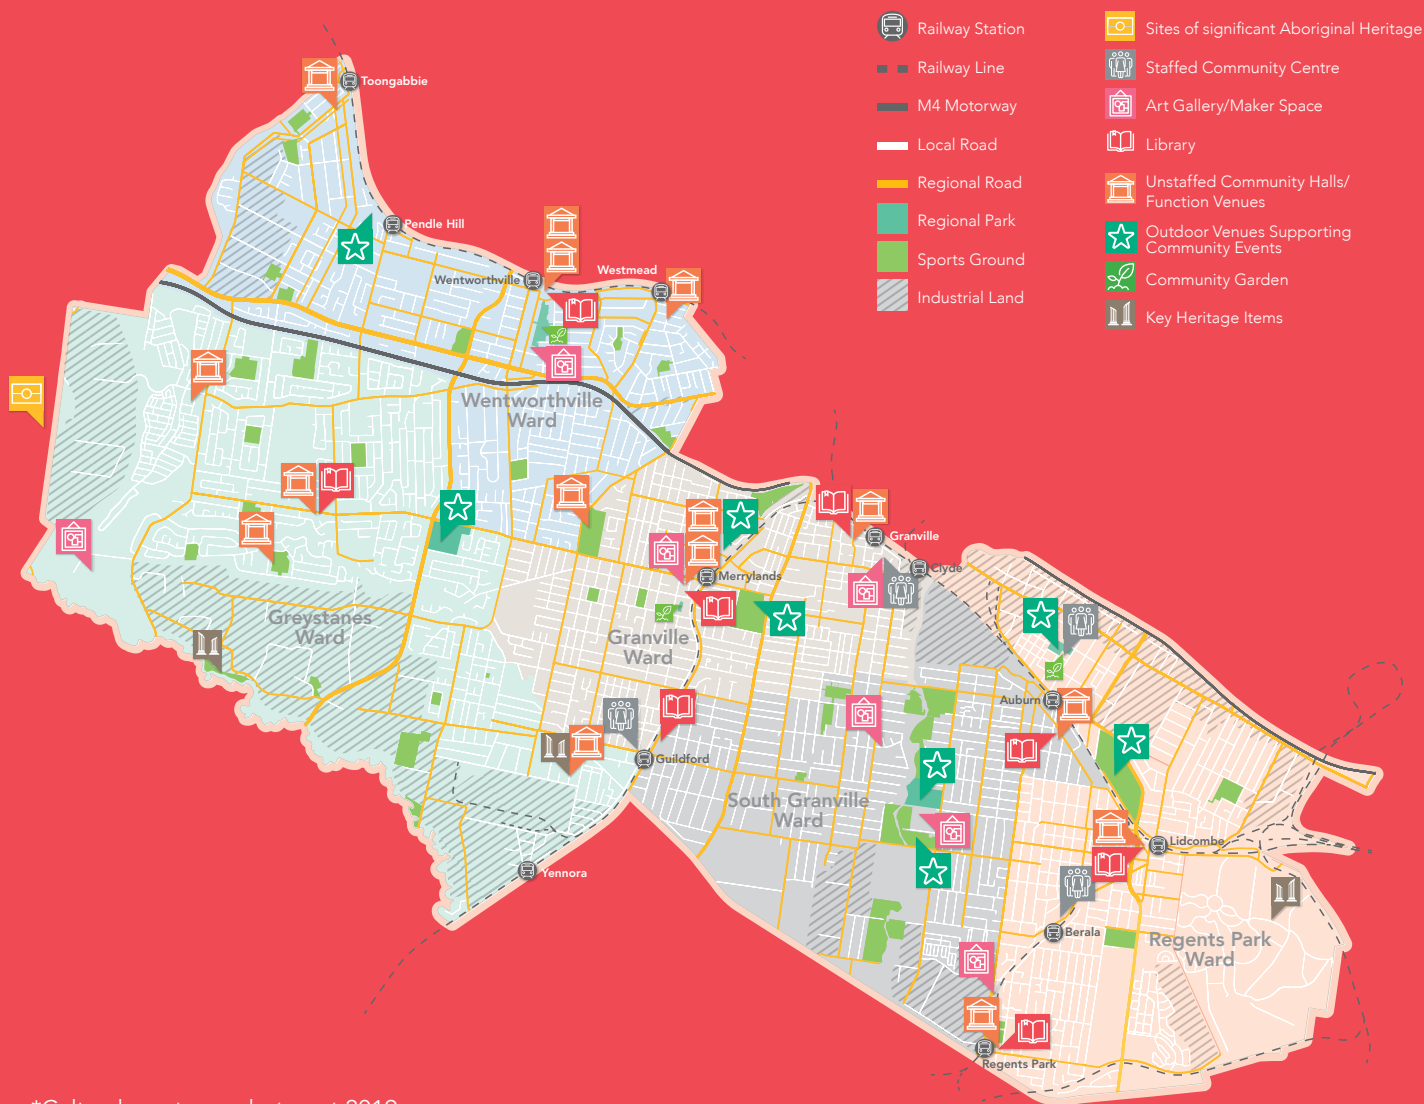 Railway Station
Railway Line
M4 Motorway
Local Road
Regional Road
Regional Park
Sports Ground
Industrial Land
Sites of significant Aboriginal Heritage
Staffed Community Centre
Art Gallery/Maker Space
Library
Unstaffed Community Halls/
Function Venues
Outdoor Venues Supporting
Community Events
Community Garden
Key Heritage Items
Toongabbie
Pendle Hill
Wentworthville
Westmead
Wentworthville
Ward
Granville
Clyde
Merrylands
Greystanes
Ward
Granville
Ward
Auburn
Guildford
South Granville
Ward
Lidcombe
Yennora
Berala
Regents Park
Ward
Regents Park